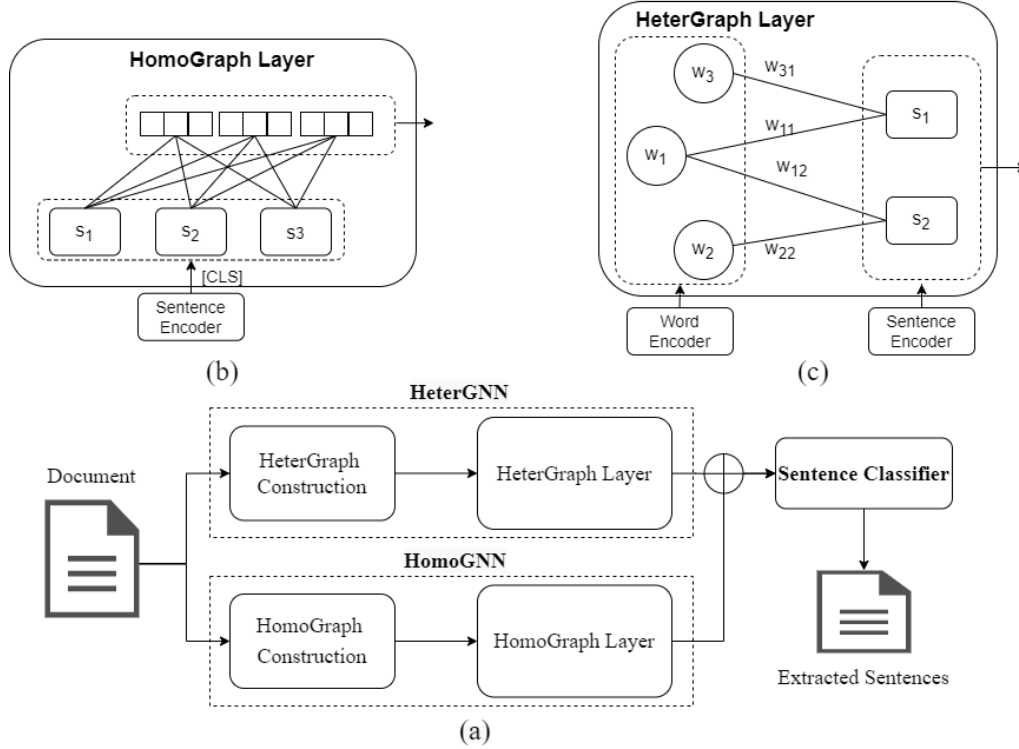 HomoGraph Layer
s1
s2
s3
[CLS]
Sentence
Encoder
(b)
HeterGraph Layer
w3
w1
w2
w31
w11
w12
w22
s1
s2
Word
Encoder
Sentence
Encoder
(c)
HeterGNN
Document
HeterGraph
Construction
HeterGraph Layer
Sentence Classifier
HomoGNN
HomoGraph
Construction
HomoGraph Layer
Extracted Sentences
(a)